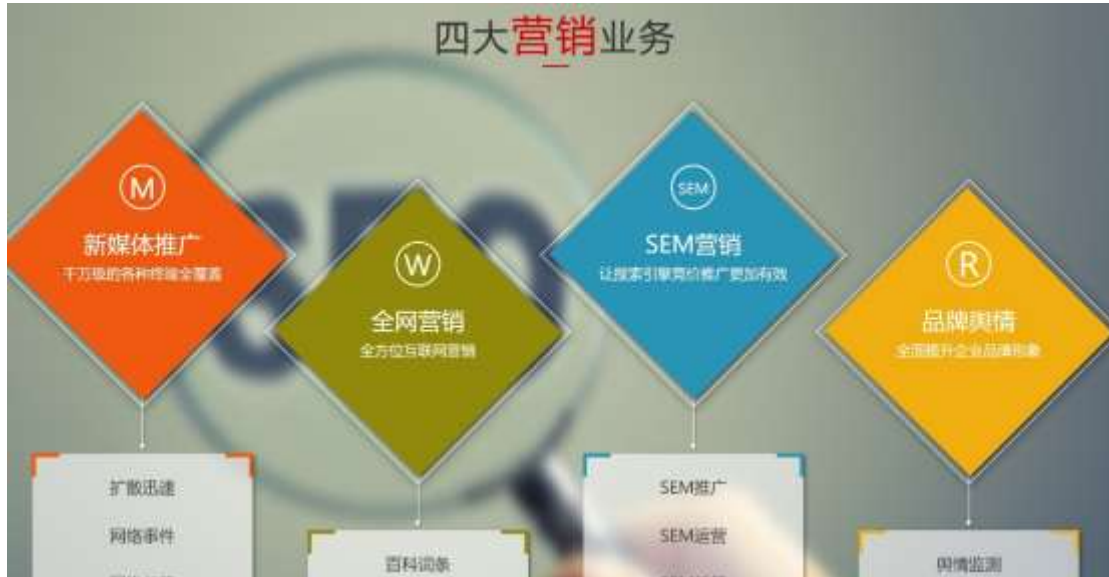 四大营销业务
M
新媒体推广
千万级的各种终端全覆盖
W
全网营销
全方位互联网营销
SEM
SEM营销
让搜索引擎竞价推广更加有效
R
品牌舆情
全面提升企业品牌形象
扩散迅速
网络事件
百科词条
SEM推广
SEM运营
舆情监测
SEO